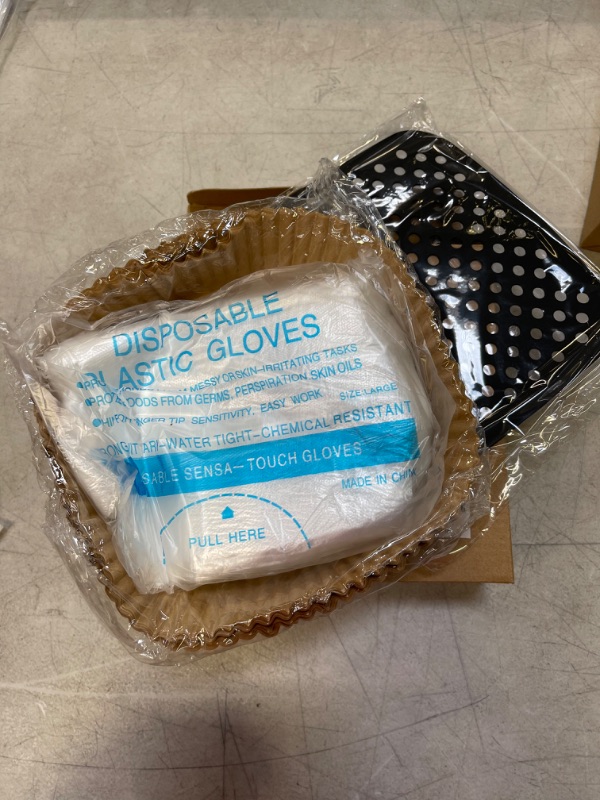 DISPOSABLE
PLASTIC GLOVES
MESSY OR SKIN-IRRITATING TASKS
FOODS FROM GERMS, PERSPIRATION SKIN OILS
TIP SENSITIVITY. EASY WORK SIZE:LARGE
WATER TIGHT-CHEMICAL RESISTANT
SENSA-TOUCH GLOVES
MADE IN CHINA
PULL HERE